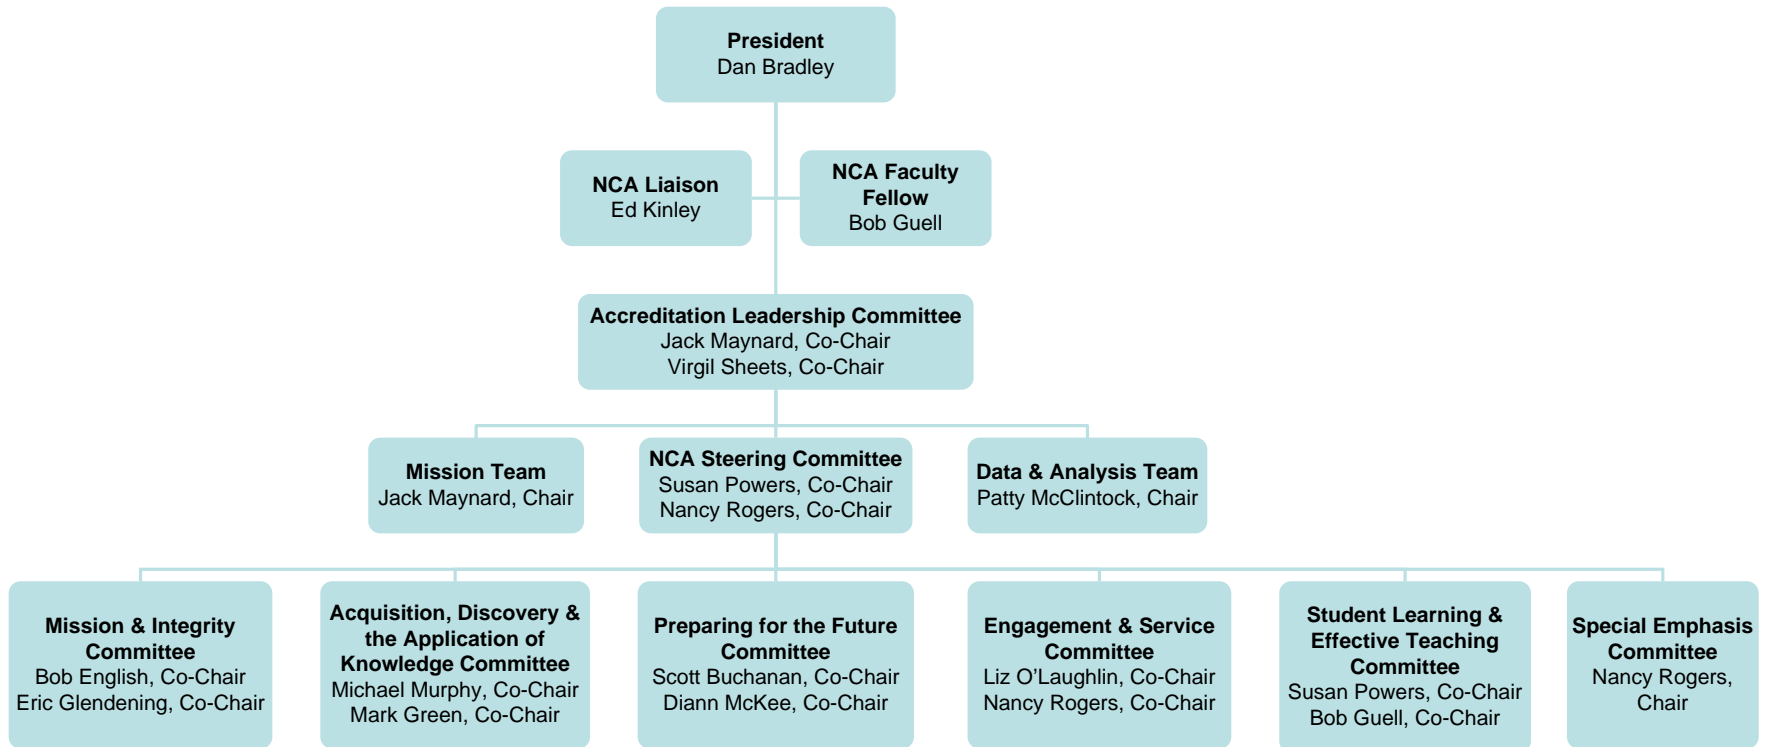 President
Dan Bradley
NCA Liaison
Ed Kinley
NCA Faculty
Fellow
Bob Guell
Accreditation Leadership Committee
Jack Maynard, Co-Chair
Virgil Sheets, Co-Chair
Mission Team
Jack Maynard, Chair
NCA Steering Committee
Susan Powers, Co-Chair
Nancy Rogers, Co-Chair
Data & Analysis Team
Patty McClintock, Chair
Mission & Integrity
Committee
Bob English, Co-Chair
Eric Glendening, Co-Chair
Acquisition, Discovery &
the Application of
Knowledge Committee
Michael Murphy, Co-Chair
Mark Green, Co-Chair
Preparing for the Future
Committee
Scott Buchanan, Co-Chair
Diann McKee, Co-Chair
Engagement & Service
Committee
Liz O’Laughlin, Co-Chair
Nancy Rogers, Co-Chair
Student Learning &
Effective Teaching
Committee
Susan Powers, Co-Chair
Bob Guell, Co-Chair
Special Emphasis
Committee
Nancy Rogers,
Chair